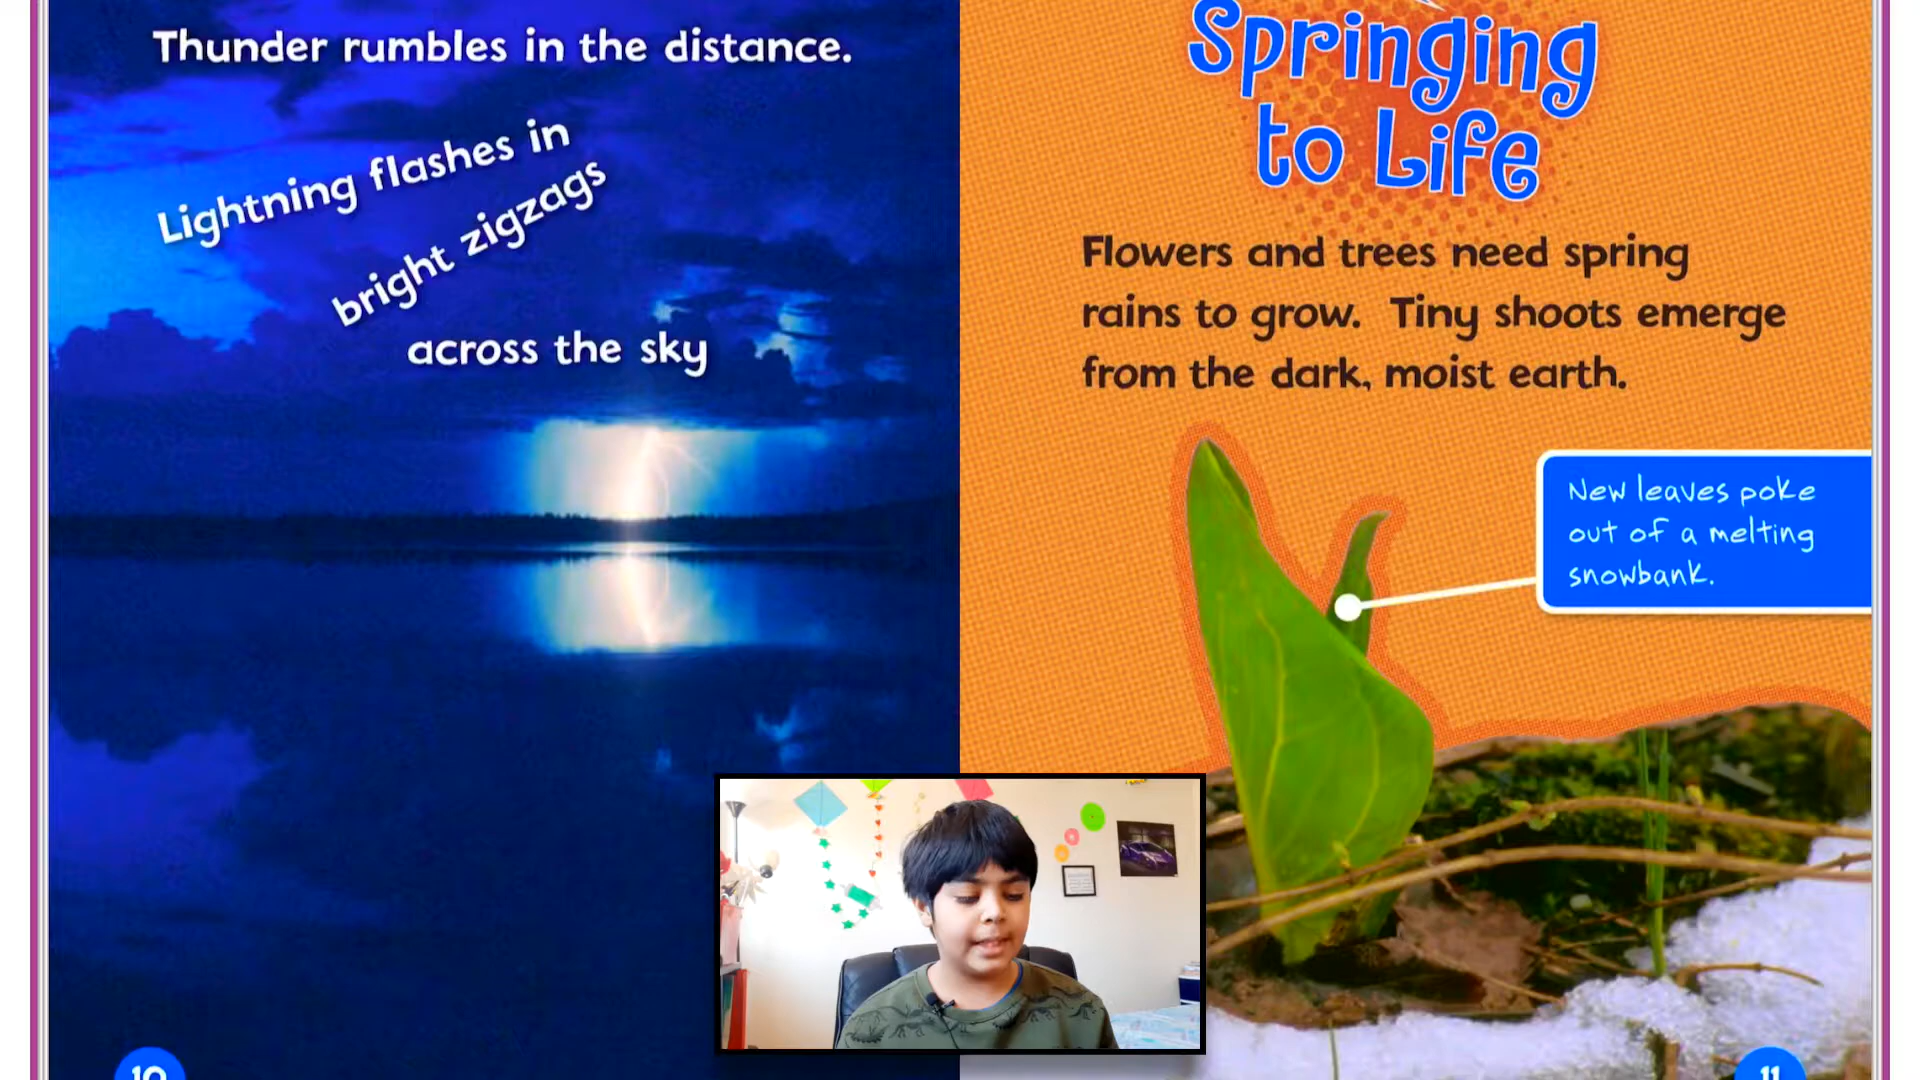 Thunder rumbles in the distance.
Lightning flashes in
bright zigzags
across the sky
10
Springing
to Life
Flowers and trees need spring
rains to grow. Tiny shoots emerge
from the dark, moist earth.
New leaves poke
out of a melting
snowbank.
11